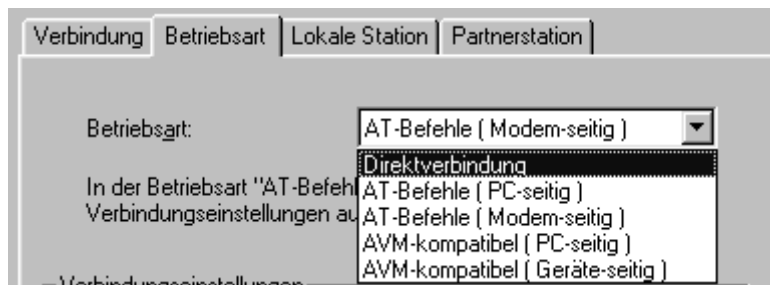 Verbindung Betriebsart Lokale Station Partnerstation
Betriebsart: AT-Befehle ( Modem-seitig )
Direktverbindung
In der Betriebsart "AT-Befehl AT-Befehle ( PC-seitig )
Verbindungseinstellungen au AT-Befehle ( Modem-seitig )
AVM-kompatibel ( PC-seitig )
Verbindungseinstellungen AVM-kompatibel ( Geräte-seitig )